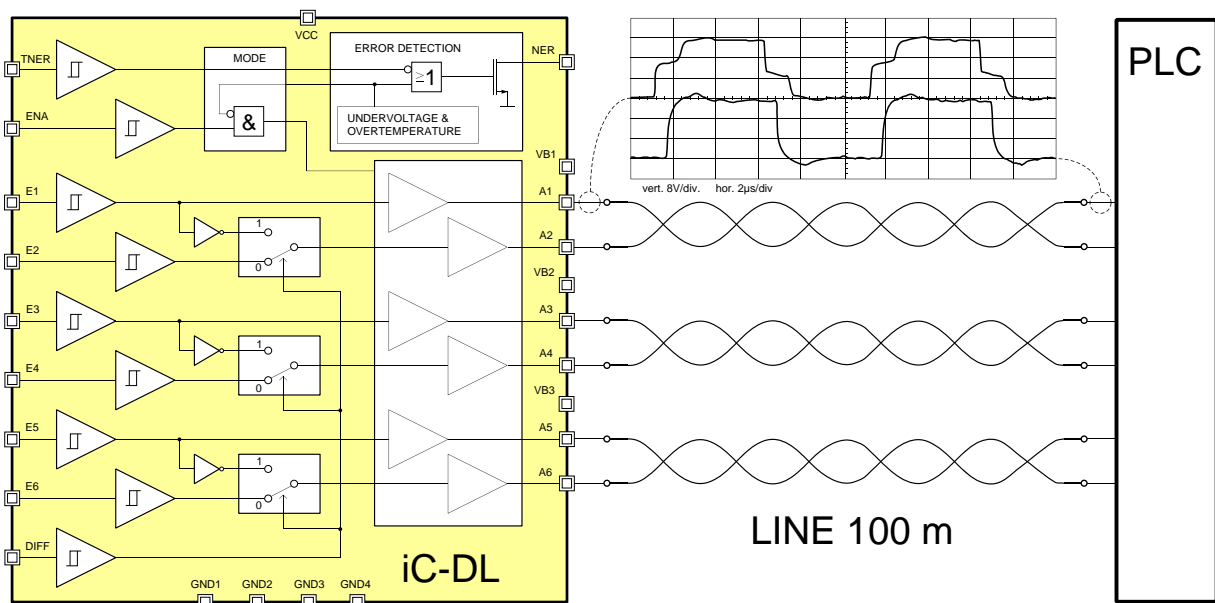 VCC
TNER
MODE
ERROR DETECTION
NER
≥1
ENA
&
UNDERVOLTAGE &
OVERTEMPERATURE
VB1
E1
A1
1
E2
0
A2
VB2
E3
A3
1
E4
0
A4
VB3
E5
A5
1
E6
0
A6
DIFF
iC-DL
GND1 GND2 GND3 GND4
vert. 8V/div. hor. 2µs/div
LINE 100 m
PLC